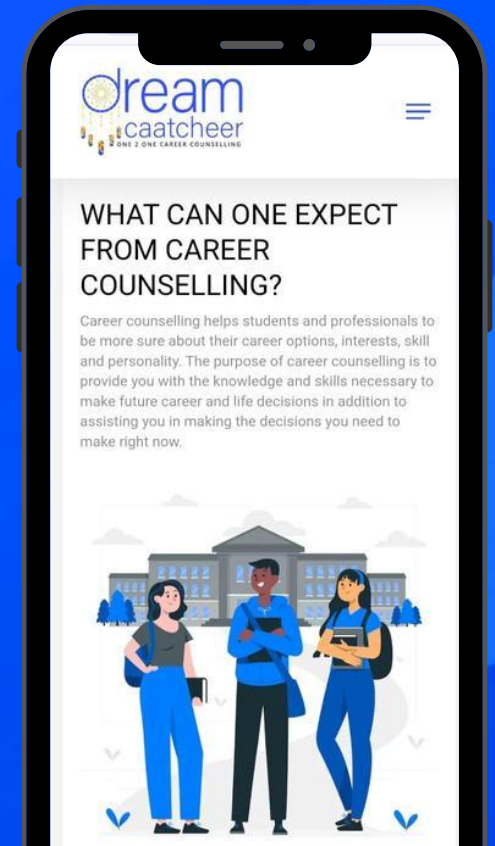 dream
caatcheer
ONE 2 ONE CAREER COUNSELLING
WHAT CAN ONE EXPECT
FROM CAREER
COUNSELLING?
Career counselling helps students and professionals to
be more sure about their career options, interests, skill
and personality. The purpose of career counselling is to
provide you with the knowledge and skills necessary to
make future career and life decisions in addition to
assisting you in making the decisions you need to
make right now.